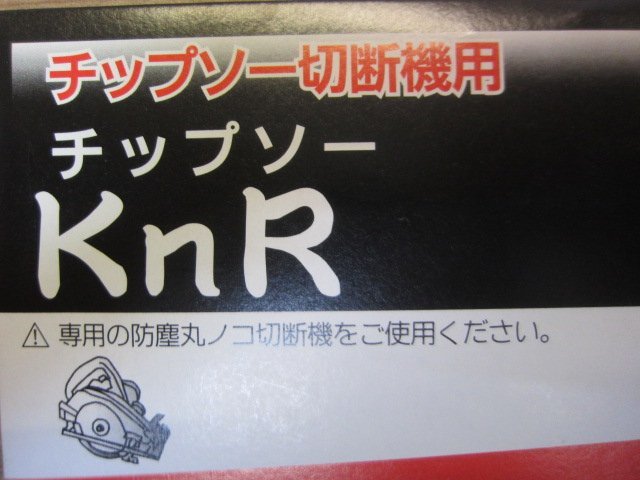 チップソー切断機用
チップソー
KnR
⚠ 専用の防塵丸ノコ切断機をご使用ください。